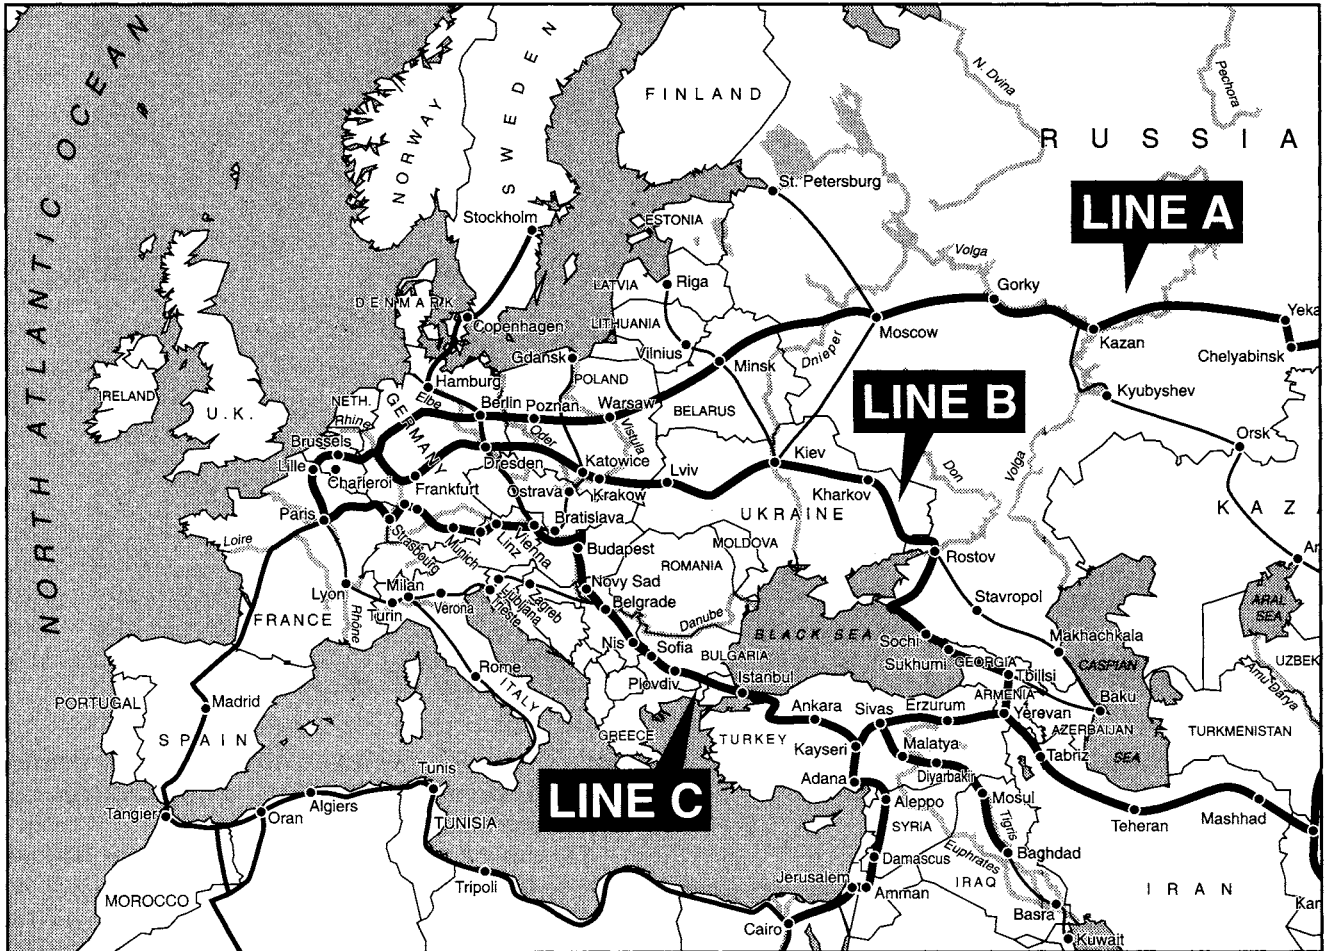 NORTH ATLANTIC OCEAN
NORWAY
SWEDEN
FINLAND
N. Dvina
Pechora
RUSSIA
St. Petersburg
LINE A
Stockholm
ESTONIA
Volga
LATVIA
Riga
Gorky
DENMARK
LITHUANIA
Copenhagen
Moscow
Yeka
Kazan
Gdansk
Vilnius
Minsk
Dnieper
Chelyabinsk
Hamburg
POLAND
Kyubyshev
IRELAND
U.K.
NETH.
GERMANY
Elbe
Berlin
Poznan
Warsaw
BELARUS
LINE B
Rhine
Oder
Vistula
Brussels
Orsk
Lille
Dresden
Katowice
Lviv
Kiev
Don
Volga
Charleroi
Frankfurt
Ostrava
Krakow
Kharkov
Paris
Bratislava
UKRAINE
KAZ
Loire
Strasbourg
Munich
Linz
Vienna
Budapest
MOLDOVA
Rostov
Ar
ROMANIA
Lyon
Milan
Novy Sad
Turin
Verona
Trieste
Ljubljana
Zagreb
Belgrade
Stavropol
ARAL
SEA
FRANCE
Rhône
Danube
BLACK SEA
Sochi
Makhachkala
Nis
Sofia
BULGARIA
Sukhumi
GEORGIA
CASPIAN
SEA
UZBEK
Rome
Plovdiv
Istanbul
Tbilsi
Amu Darya
PORTUGAL
Madrid
ITALY
ARMENIA
Baku
Ankara
Sivas
Erzurum
Yerevan
SPAIN
GREECE
TURKEY
AZERBAIJAN
TURKMENISTAN
Kayseri
Malatya
Tabriz
Tunis
Adana
Diyarbakir
LINE C
Algiers
Aleppo
Mosul
Tangier
Oran
TUNISIA
SYRIA
Tigris
Teheran
Mashhad
Euphrates
Damascus
Baghdad
Tripoli
Jerusalem
Amman
IRAQ
IRAN
MOROCCO
Basra
Kan
Cairo
Kuwait